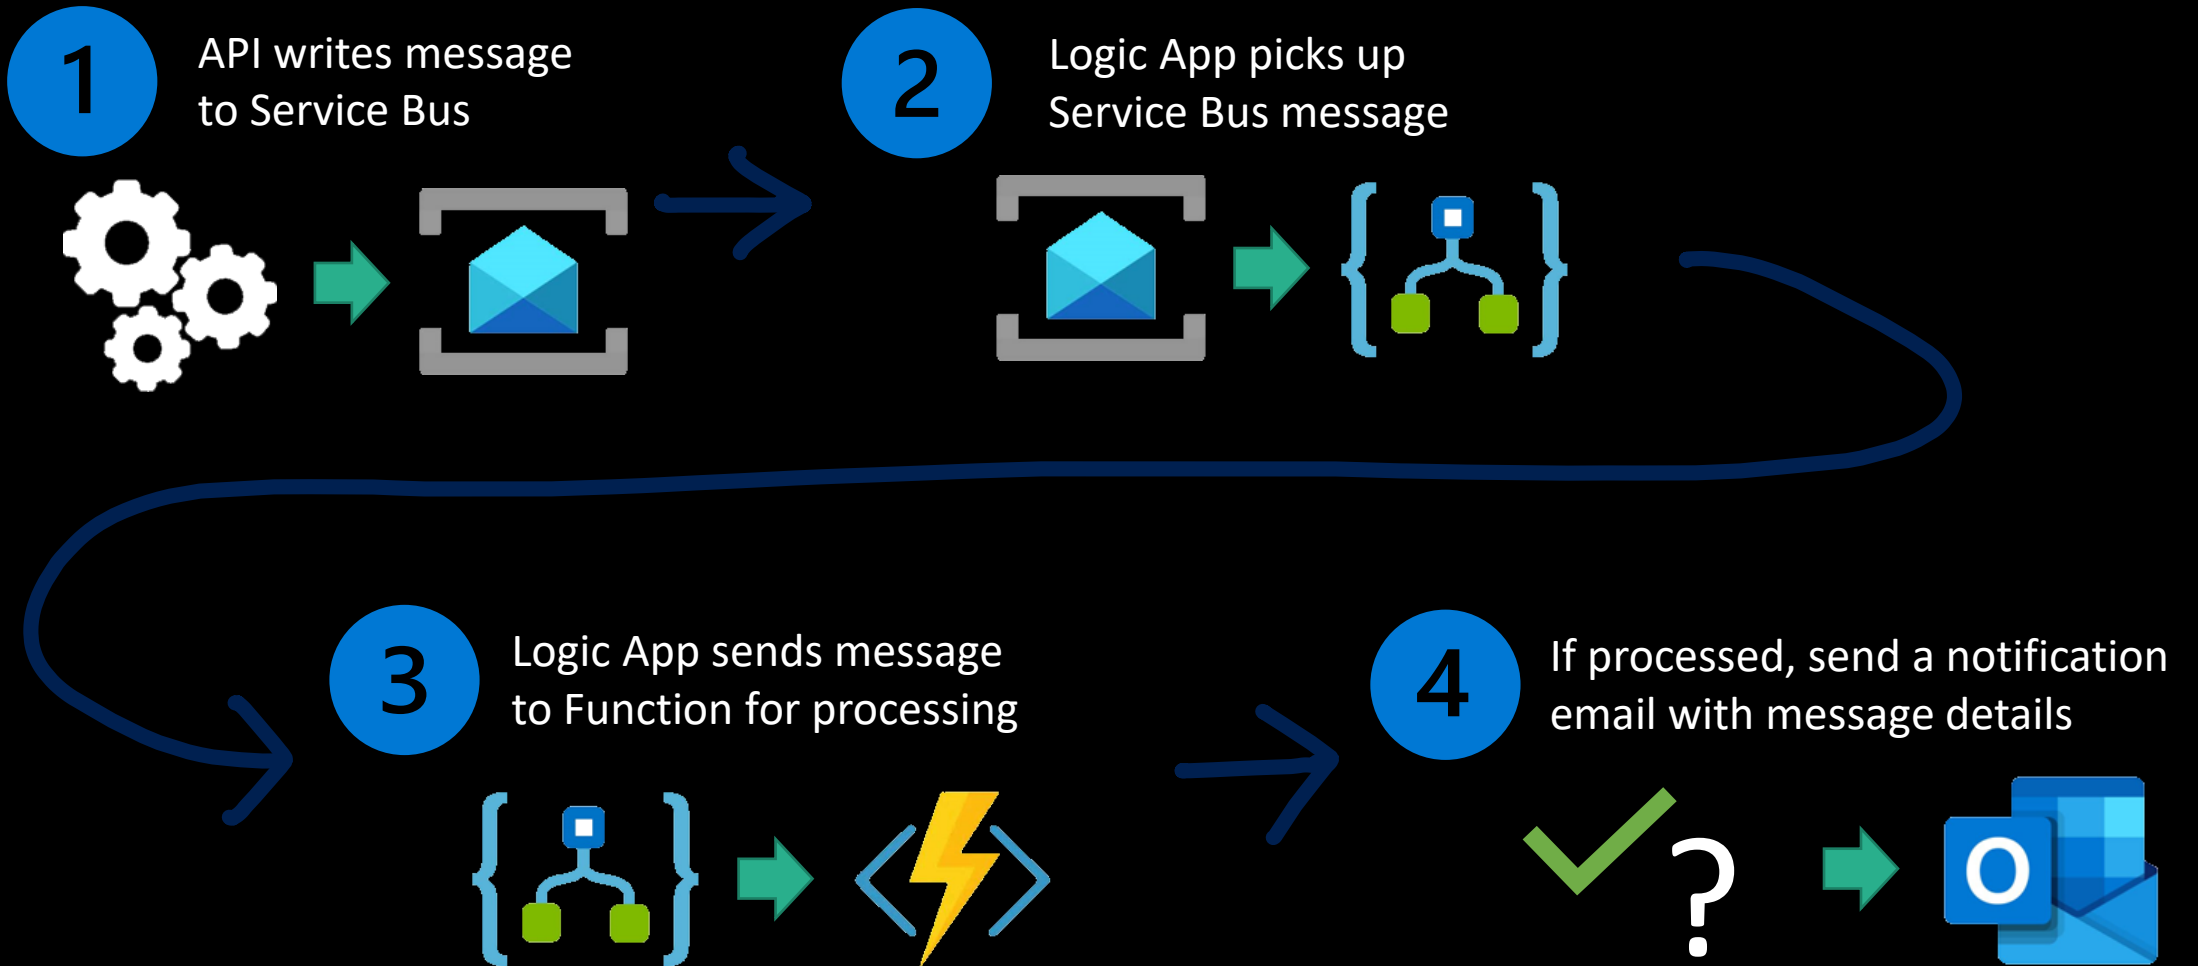 1
API writes message
to Service Bus
2
Logic App picks up
Service Bus message
3
Logic App sends message
to Function for processing
4
If processed, send a notification
email with message details
?
O